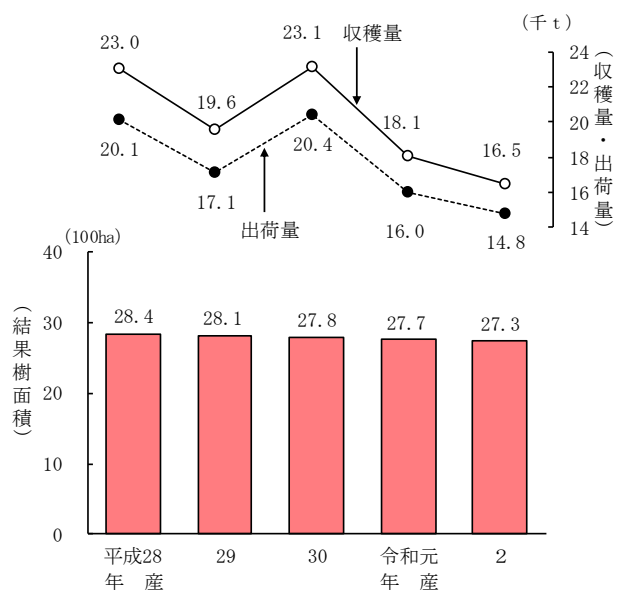 (千ｔ)
23.0
19.6
23.1
18.1
16.5
収穫量
20.1
17.1
20.4
16.0
14.8
出荷量
24
22
20
18
16
14
(収穫量・出荷量)
(100ha)
40
30
20
10
0
(結果樹面積)
28.4
28.1
27.8
27.7
27.3
平成28
年　産
29
30
令和元
年　産
２